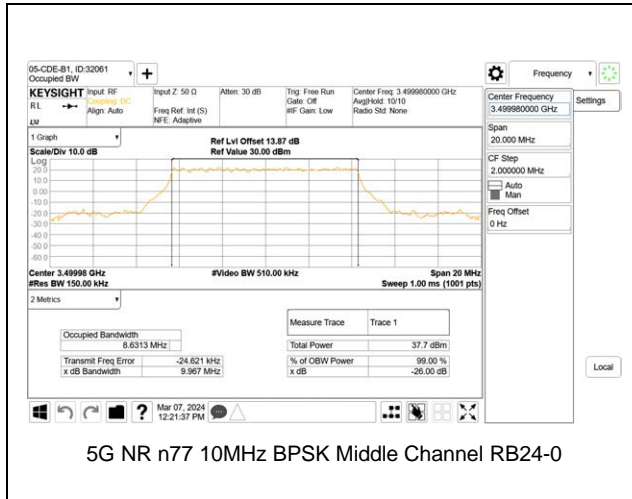 05-CDE-B1, ID:32061
Occupied BW
+
Frequency
KEYSIGHT
RL
Input: RF
Coupling: DC
Align: Auto
Input Z: 50 Ω
Freq Ref: Int (S)
NFE: Adaptive
Atten: 30 dB
Trig: Free Run
Gate: Off
#IF Gain: Low
Center Freq: 3.499980000 GHz
Avg|Hold: 10/10
Radio Std: None
Center Frequency
3.499980000 GHz
Settings
Span
20.000 MHz
CF Step
2.000000 MHz
Auto
Man
Freq Offset
0 Hz
Local
1 Graph
Scale/Div 10.0 dB
Ref Lvl Offset 13.87 dB
Ref Value 30.00 dBm
Log
20.0
10.0
0.00
-10.0
-20.0
-30.0
-40.0
-50.0
-60.0
Center 3.49998 GHz
#Res BW 150.00 kHz
#Video BW 510.00 kHz
Span 20 MHz
Sweep 1.00 ms (1001 pts)
2 Metrics
Measure Trace Trace 1
Occupied Bandwidth
8.6313 MHz
Total Power 37.7 dBm
Transmit Freq Error -24.621 kHz
% of OBW Power 99.00 %
x dB Bandwidth 9.967 MHz
x dB -26.00 dB
?
Mar 07, 2024
12:21:37 PM
5G NR n77 10MHz BPSK Middle Channel RB24-0